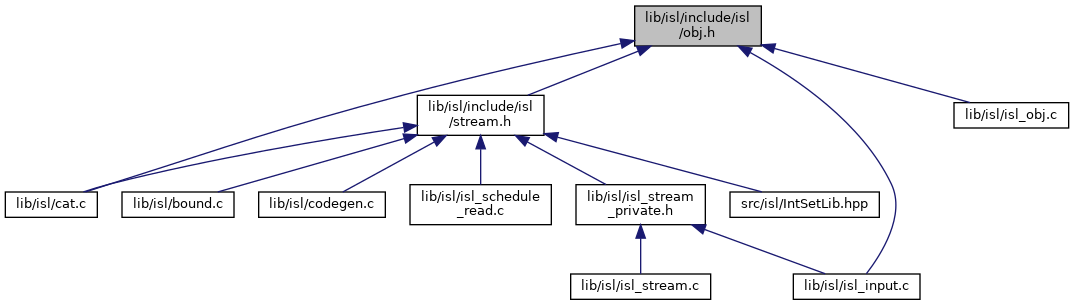 lib/isl/include/isl
/obj.h
lib/isl/include/isl
/stream.h
lib/isl/isl_obj.c
lib/isl/cat.c
lib/isl/bound.c
lib/isl/codegen.c
lib/isl/isl_schedule
_read.c
lib/isl/isl_stream
_private.h
src/isl/IntSetLib.hpp
lib/isl/isl_stream.c
lib/isl/isl_input.c